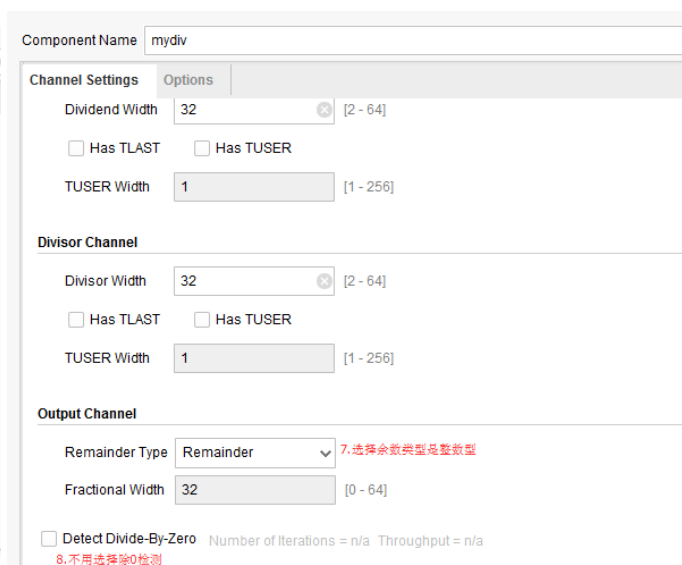 Component Name mydiv
Channel Settings Options
Dividend Width 32 [2 - 64]
Has TLAST Has TUSER
TUSER Width 1 [1 - 256]
Divisor Channel
Divisor Width 32 [2 - 64]
Has TLAST Has TUSER
TUSER Width 1 [1 - 256]
Output Channel
Remainder Type Remainder 7.选择余数类型是整数型
Fractional Width 32 [0 - 64]
Detect Divide-By-Zero Number of Iterations = n/a Throughput = n/a
8.不用选择除0检测